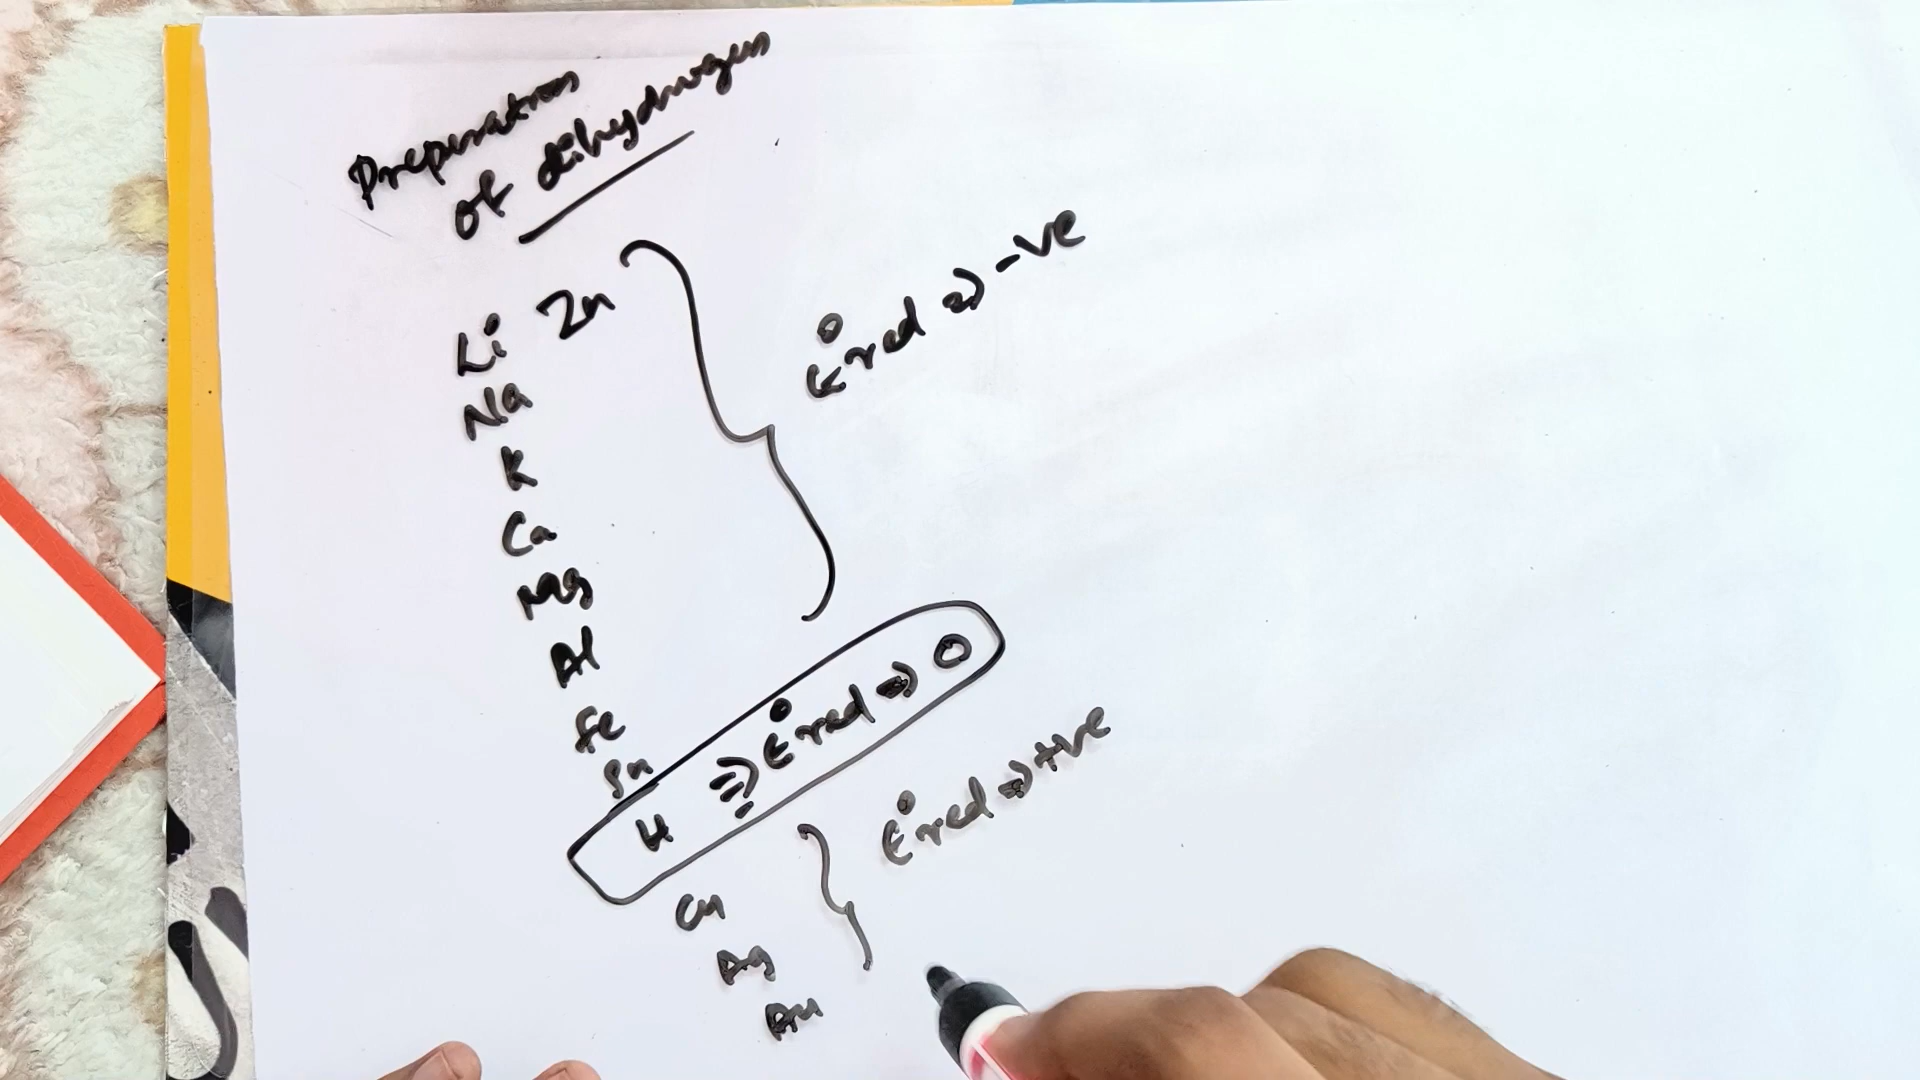 Preperation
of dihydrogen
Zn
Li
Na
K
Ca
Mg
Al
Fe
Sn
E°red ⇒ -ve
H ⇒ E°red ⇒ 0
E°red ⇒ +ve
Cu
Ag
Au